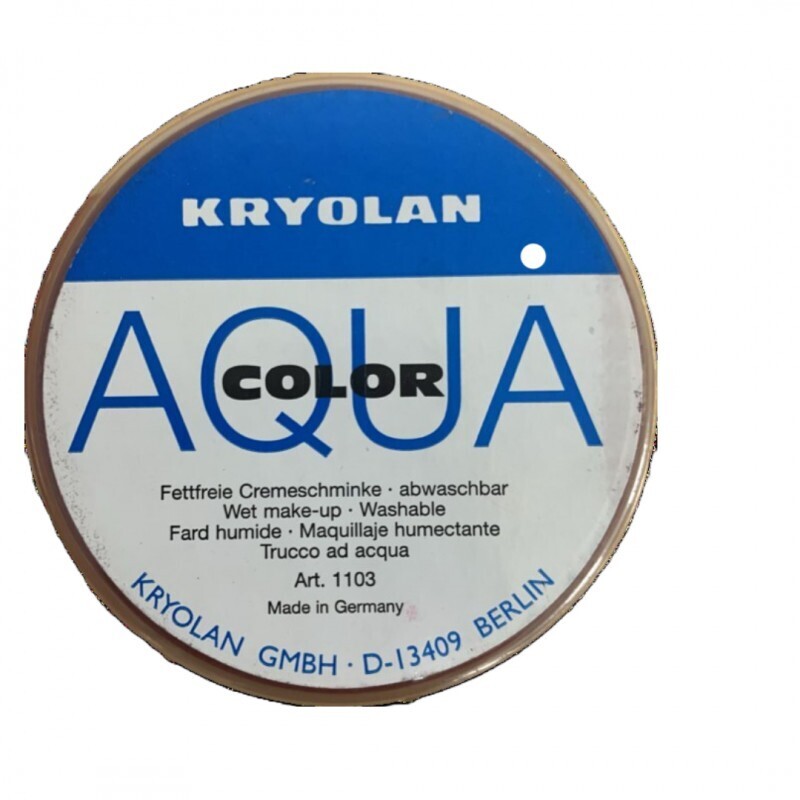 KRYOLAN
AQUA
COLOR
Fettfreie Cremeschminke · abwaschbar
Wet make-up · Washable
Fard humide · Maquillaje humectante
Trucco ad acqua
Art. 1103
Made in Germany
KRYOLAN GMBH · D-13409 BERLIN